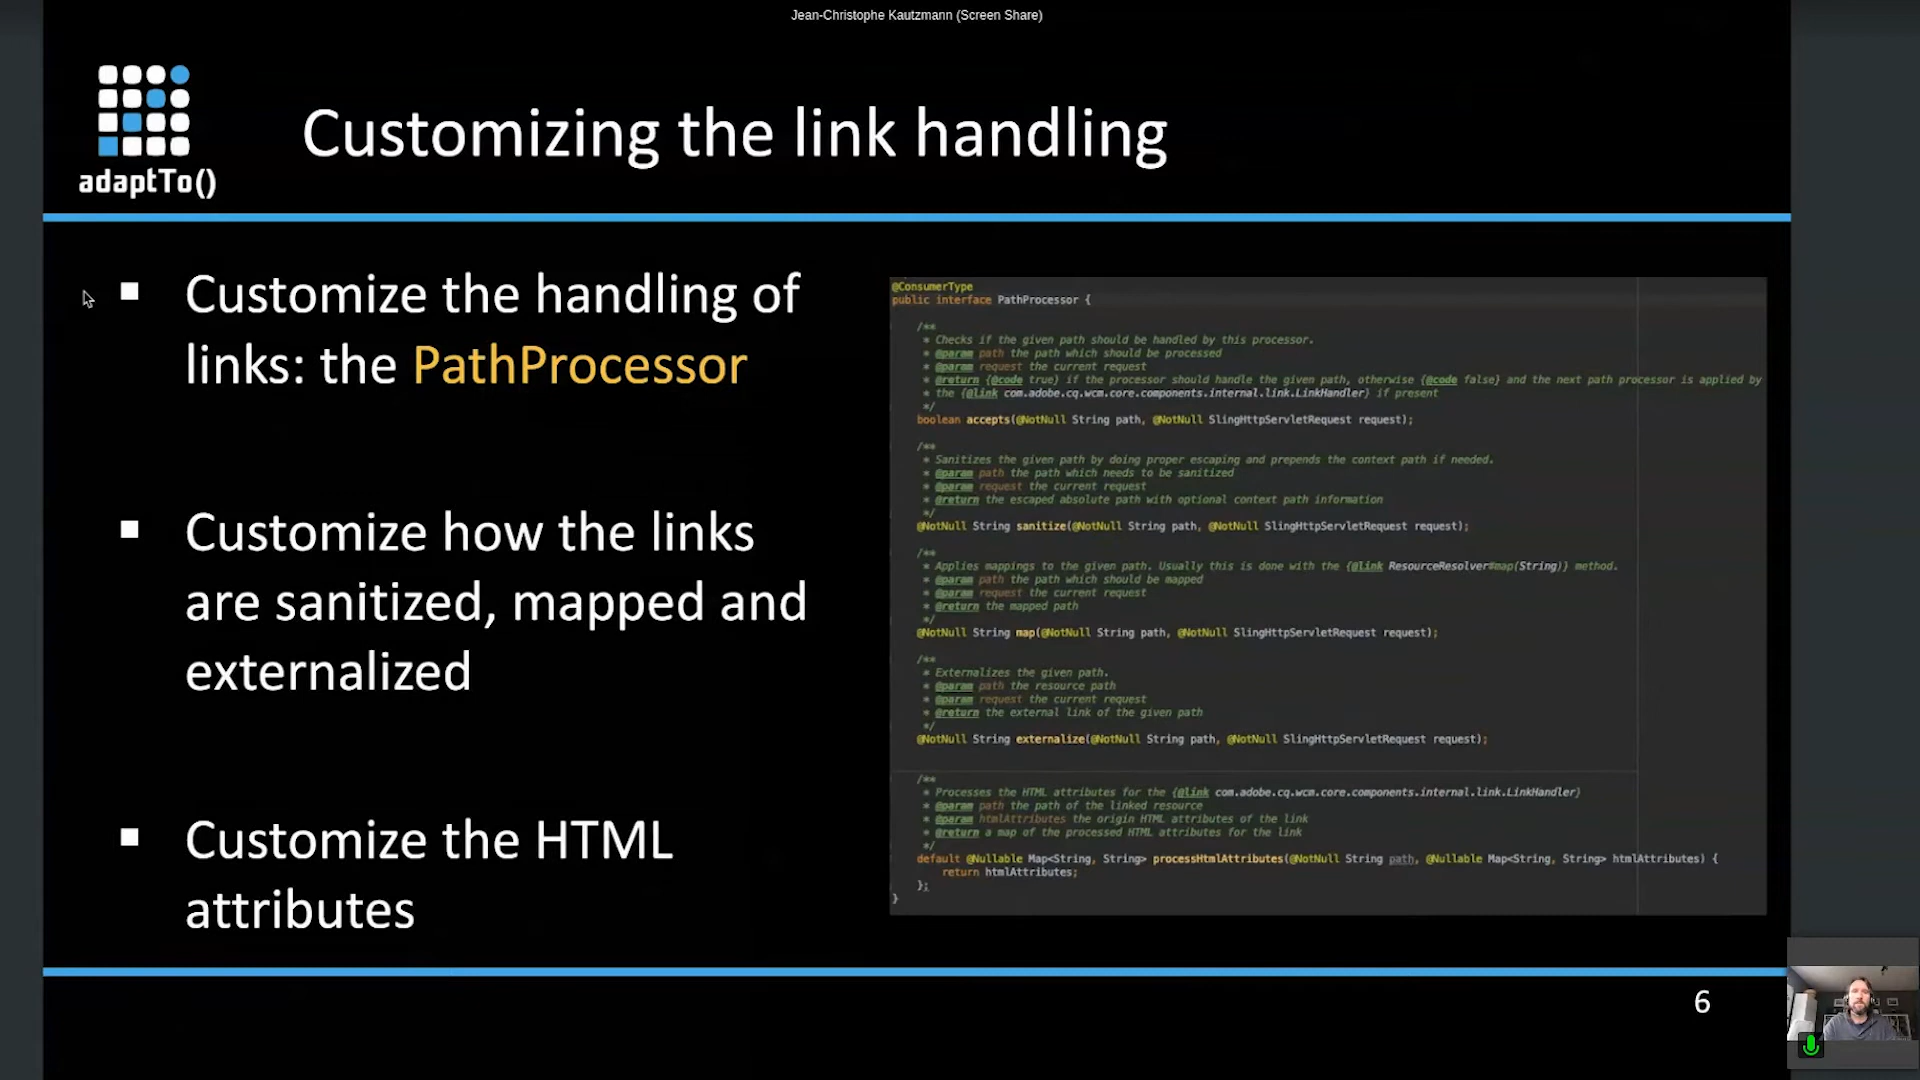 Jean-Christophe Kautzmann (Screen Share)
adaptTo()
Customizing the link handling
Customize the handling of
links: the PathProcessor
Customize how the links
are sanitized, mapped and
externalized
Customize the HTML
attributes
@ConsumerType
public interface PathProcessor {
/**
* Checks if the given path should be handled by this processor.
* @param path the path which should be processed
* @param request the current request
* @return {@code true} if the processor should handle the given path, otherwise {@code false} and the next path processor is applied by
* the {@link com.adobe.cq.wcm.core.components.internal.link.LinkHandler} if present
*/
boolean accepts(@NotNull String path, @NotNull SlingHttpServletRequest request);
/**
* Sanitizes the given path by doing proper escaping and prepends the context path if needed.
* @param path the path which needs to be sanitized
* @param request the current request
* @return the escaped absolute path with optional context path information
*/
@NotNull String sanitize(@NotNull String path, @NotNull SlingHttpServletRequest request);
/**
* Applies mappings to the given path. Usually this is done with the {@link ResourceResolver#map(String)} method.
* @param path the path which should be mapped
* @param request the current request
* @return the mapped path
*/
@NotNull String map(@NotNull String path, @NotNull SlingHttpServletRequest request);
/**
* Externalizes the given path.
* @param path the resource path
* @param request the current request
* @return the external link of the given path
*/
@NotNull String externalize(@NotNull String path, @NotNull SlingHttpServletRequest request);
/**
* Processes the HTML attributes for the {@link com.adobe.cq.wcm.core.components.internal.link.LinkHandler}
* @param path the path of the linked resource
* @param htmlAttributes the origin HTML attributes of the link
* @return a map of the processed HTML attributes for the link
*/
default @Nullable Map<String, String> processHtmlAttributes(@NotNull String path, @Nullable Map<String, String> htmlAttributes) {
return htmlAttributes;
};
}
6